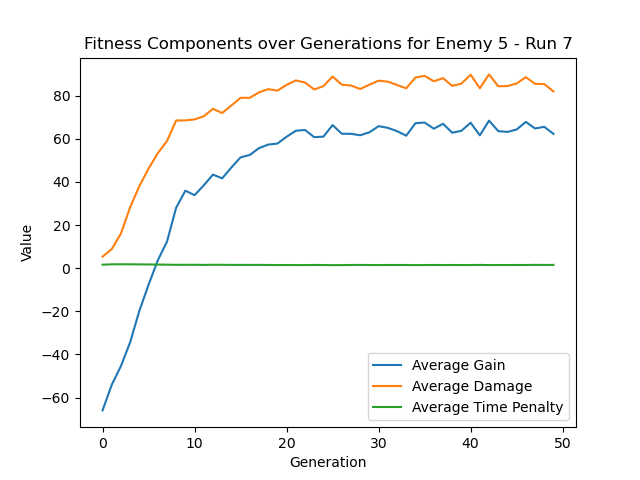 Fitness Components over Generations for Enemy 5 - Run 7
Value
80
60
40
20
0
−20
−40
−60
Average Gain
Average Damage
Average Time Penalty
0 10 20 30 40 50
Generation